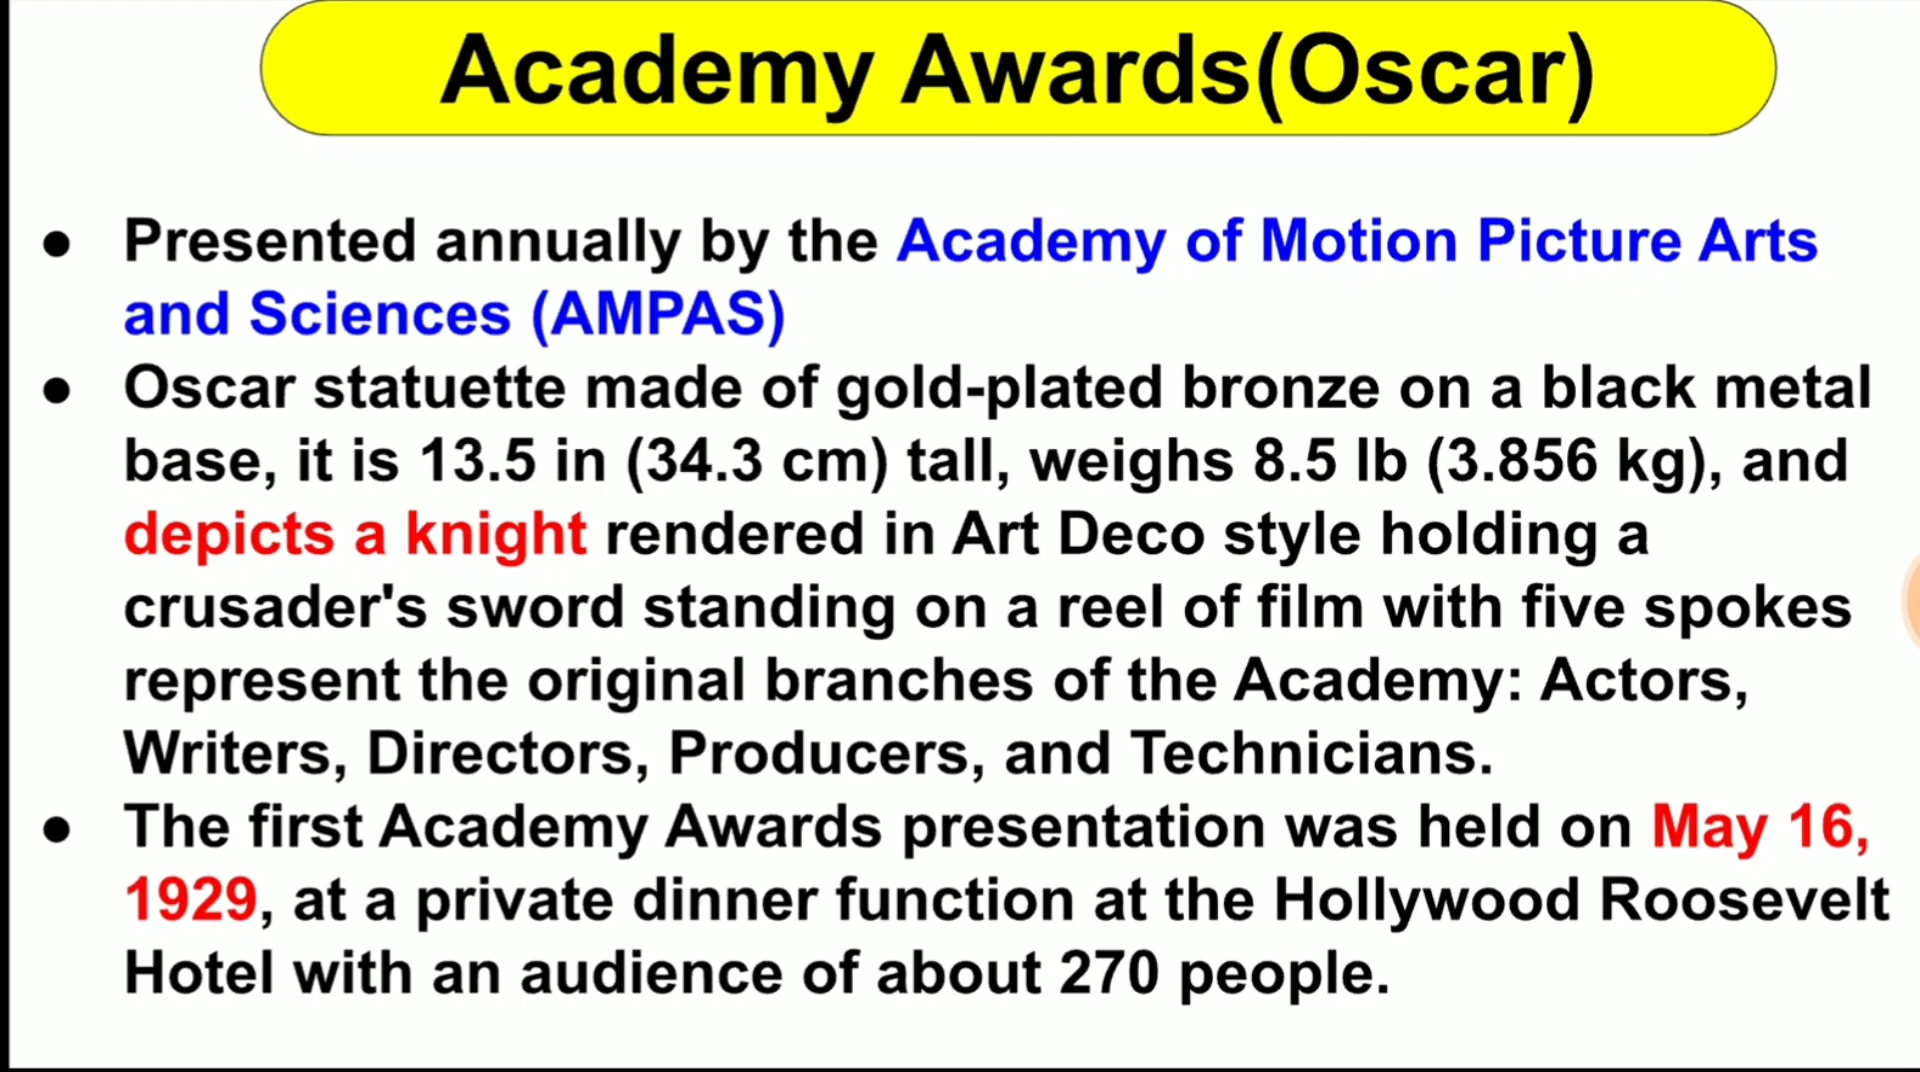 Academy Awards(Oscar)
● Presented annually by the Academy of Motion Picture Arts
and Sciences (AMPAS)
● Oscar statuette made of gold-plated bronze on a black metal
base, it is 13.5 in (34.3 cm) tall, weighs 8.5 lb (3.856 kg), and
depicts a knight rendered in Art Deco style holding a
crusader's sword standing on a reel of film with five spokes
represent the original branches of the Academy: Actors,
Writers, Directors, Producers, and Technicians.
● The first Academy Awards presentation was held on May 16,
1929, at a private dinner function at the Hollywood Roosevelt
Hotel with an audience of about 270 people.